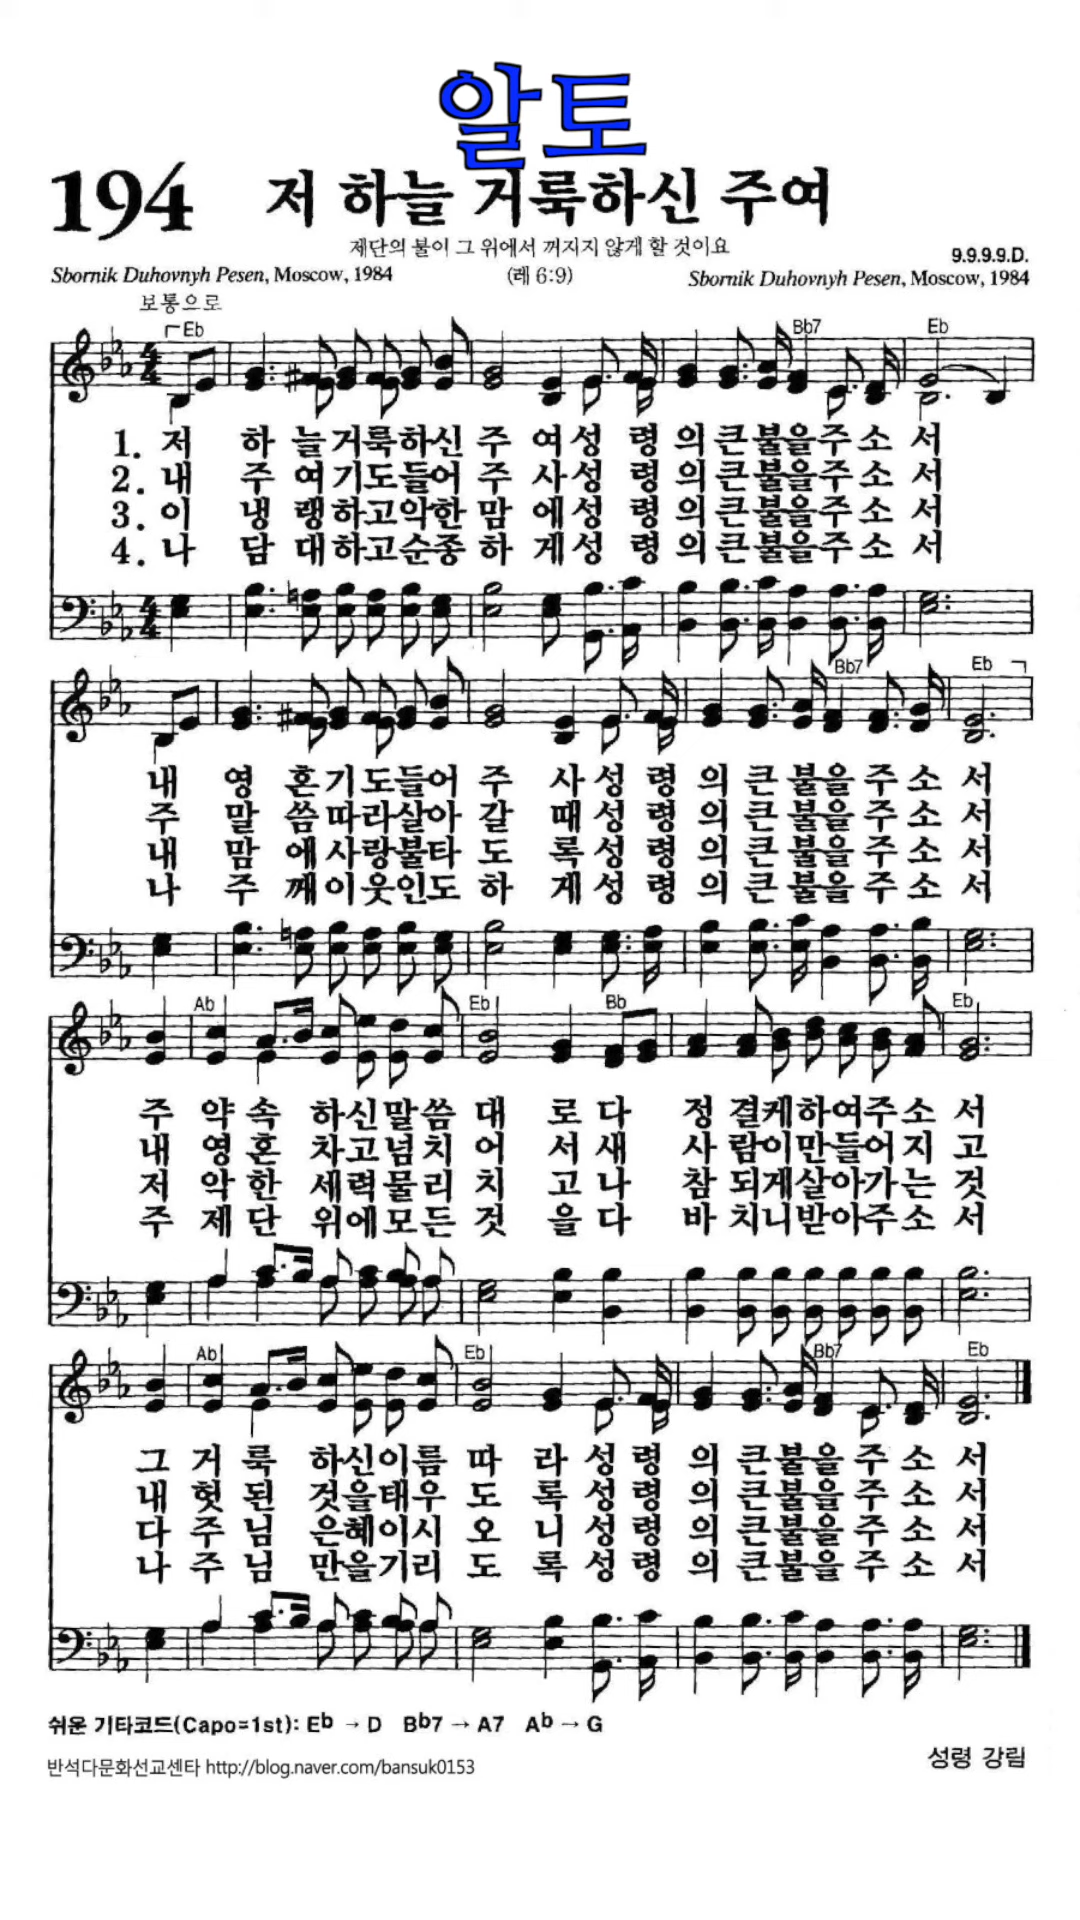 알토
194 저 하늘 거룩하신 주여
제단의 불이 그 위에서 꺼지지 않게 할 것이요
9.9.9.9.D.
Sbornik Duhovnyh Pesen, Moscow, 1984 (레 6:9) Sbornik Duhovnyh Pesen, Moscow, 1984
보통으로
Eb Bb7 Eb
1. 저 하 늘거룩하신 주 여성 령 의큰불을주 소 서
2. 내 주 여기도들어 주 사성 령 의큰불을주 소 서
3. 이 냉 랭하고악한 맘 에성 령 의큰불을주 소 서
4. 나 담 대하고순종 하 게성 령 의큰불을주 소 서
Bb7 Eb
내 영 혼기도들어 주 사성 령 의 큰 불을 주 소 서
주 말 씀따라살아 갈 때성 령 의 큰 불을 주 소 서
내 맘 에사랑불타 도 록성 령 의 큰 불을 주 소 서
나 주 께이웃인도 하 게성 령 의 큰 불을 주 소 서
Ab Eb Bb Eb
주 약 속 하신말씀 대 로다 정 결케하여주 소 서
내 영 혼 차고넘치 어 서새 사 람이만들어 지 고
저 악 한 세력물리 치 고나 참 되게살아가 는 것
주 제 단 위에모든 것 을다 바 치니받아주 소 서
Ab Eb Bb7 Eb
그 거 룩 하신이름 따 라 성 령 의 큰불을 주 소 서
내 헛 된 것을태우 도 록 성 령 의 큰불을 주 소 서
다 주 님 은혜이시 오 니 성 령 의 큰불을 주 소 서
나 주 님 만을기리 도 록 성 령 의 큰불을 주 소 서
쉬운 기타코드(Capo=1st): Eb → D Bb7 → A7 Ab → G
성령 강림
반석다문화선교센타 http://blog.naver.com/bansuk0153